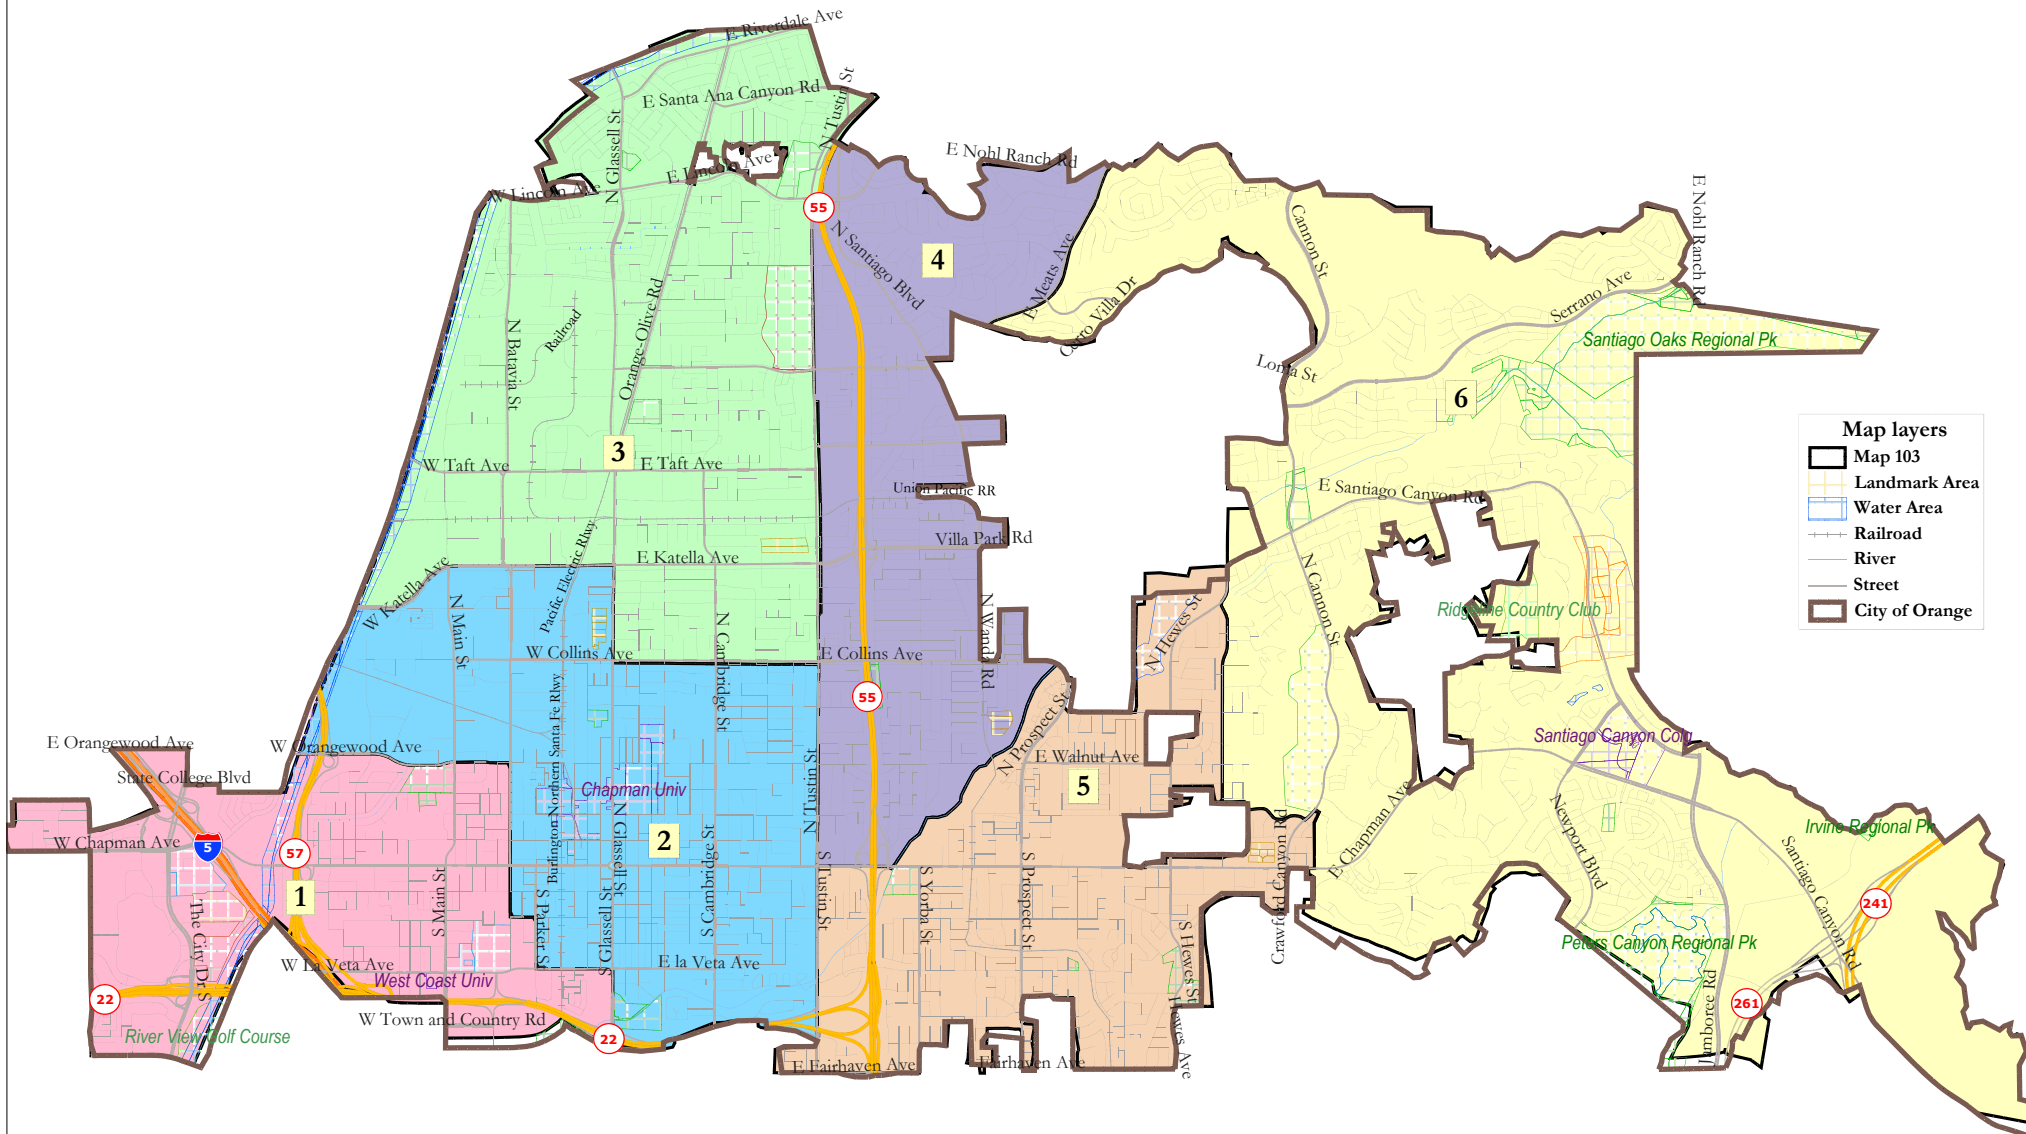 E Riverdale Ave
E Santa Ana Canyon Rd
N Tustin St
N Glassell St
E Lincoln Ave
W Lincoln Ave
E Nohl Ranch Rd
55
N Santiago Blvd
4
E Meats Ave
Cerro Villa Dr
Cannon St
E Nohl Ranch Rd
Serrano Ave
Santiago Oaks Regional Pk
Loma St
6
Orange-Olive Rd
Railroad
N Batavia St
3
W Taft Ave
E Taft Ave
Union Pacific RR
Villa Park Rd
E Santiago Canyon Rd
Map layers
Map 103
Landmark Area
Water Area
Railroad
River
Street
City of Orange
Pacific Electric Rlwy
E Katella Ave
W Katella Ave
N Main St
N Cambridge St
W Collins Ave
E Collins Ave
N Wanda Rd
N Hewes St
N Cannon St
Ridgeline Country Club
55
Burlington Northern Santa Fe Rlwy
N Prospect St
E Walnut Ave
5
Santiago Canyon Colg
E Orangewood Ave
W Orangewood Ave
State College Blvd
N Tustin St
Chapman Univ
N Glassell St
2
W Chapman Ave
5
57
1
E Chapman Ave
Newport Blvd
Irvine Regional Pk
Santiago Canyon Rd
241
The City Dr S
S Main St
S Parker St
S Glassell St
S Cambridge St
S Tustin St
S Yorba St
S Prospect St
S Hewes St
Crawford Canyon Rd
Peters Canyon Regional Pk
W La Veta Ave
E la Veta Ave
West Coast Univ
22
W Town and Country Rd
River View Golf Course
22
E Fairhaven Ave
Fairhaven Ave
Hewes Ave
Jamboree Rd
261